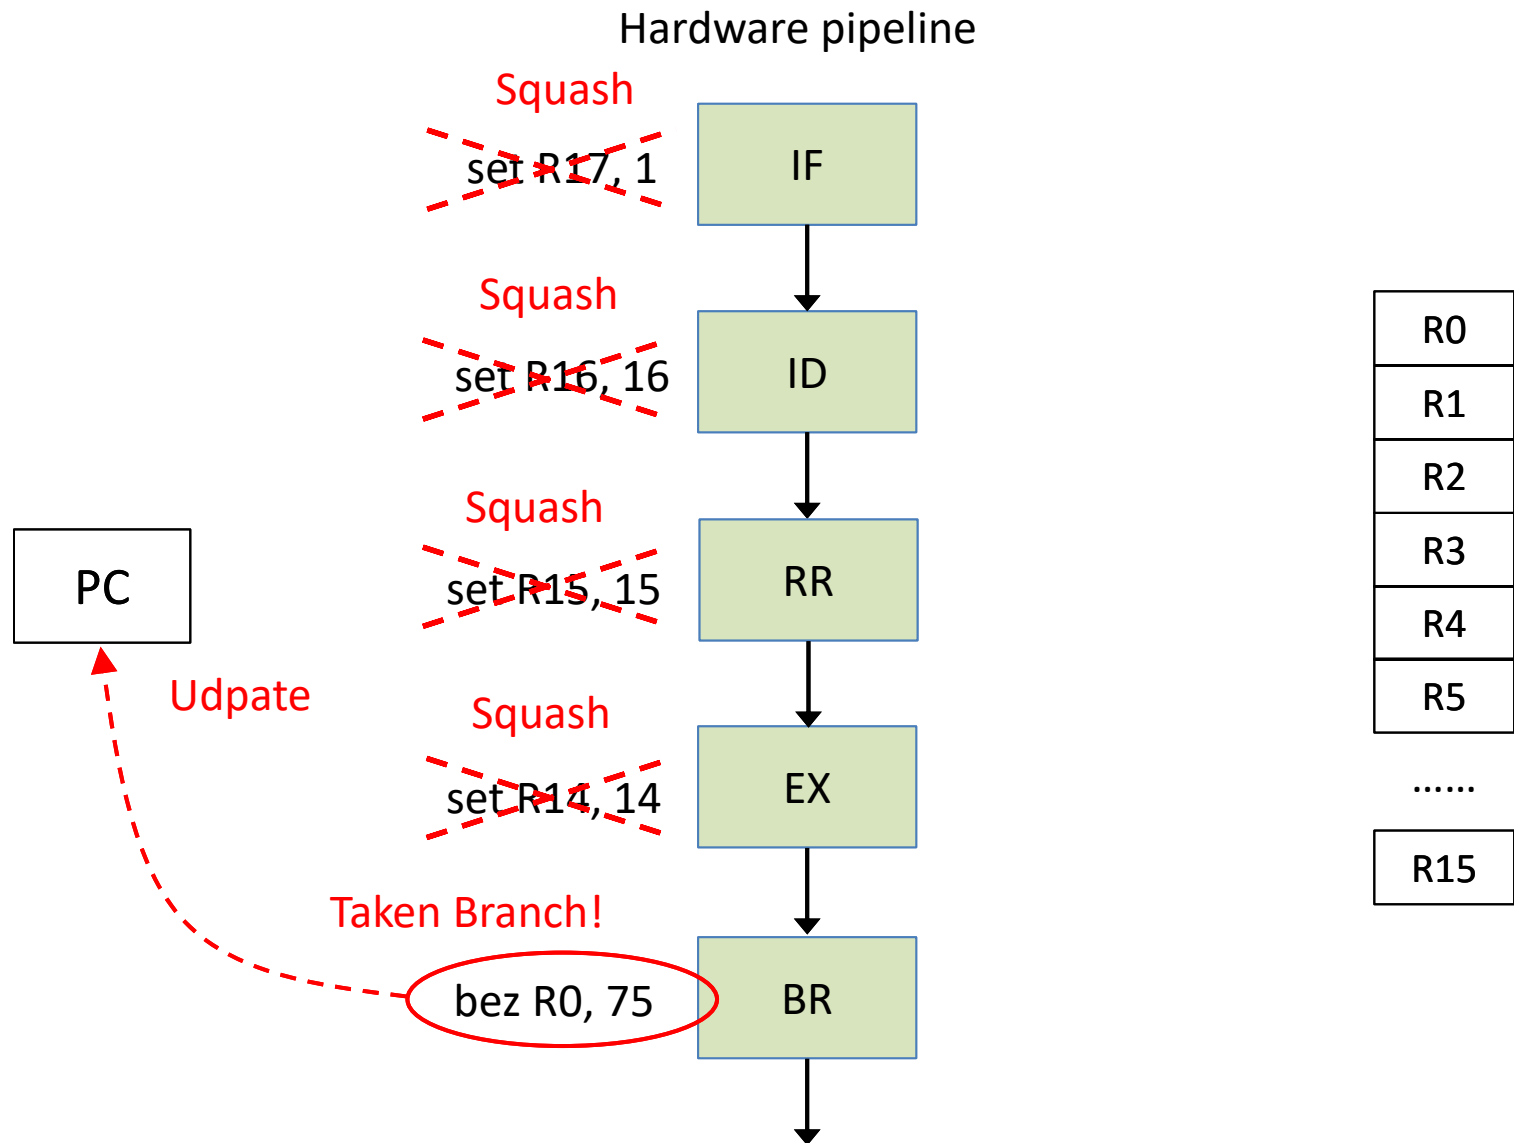 Hardware pipeline
Squash
set R17, 1
IF
Squash
set R16, 16
ID
Squash
set R15, 15
RR
PC
Udpate
Squash
set R14, 14
EX
Taken Branch!
bez R0, 75
BR
R0
R1
R2
R3
R4
R5
......
R15